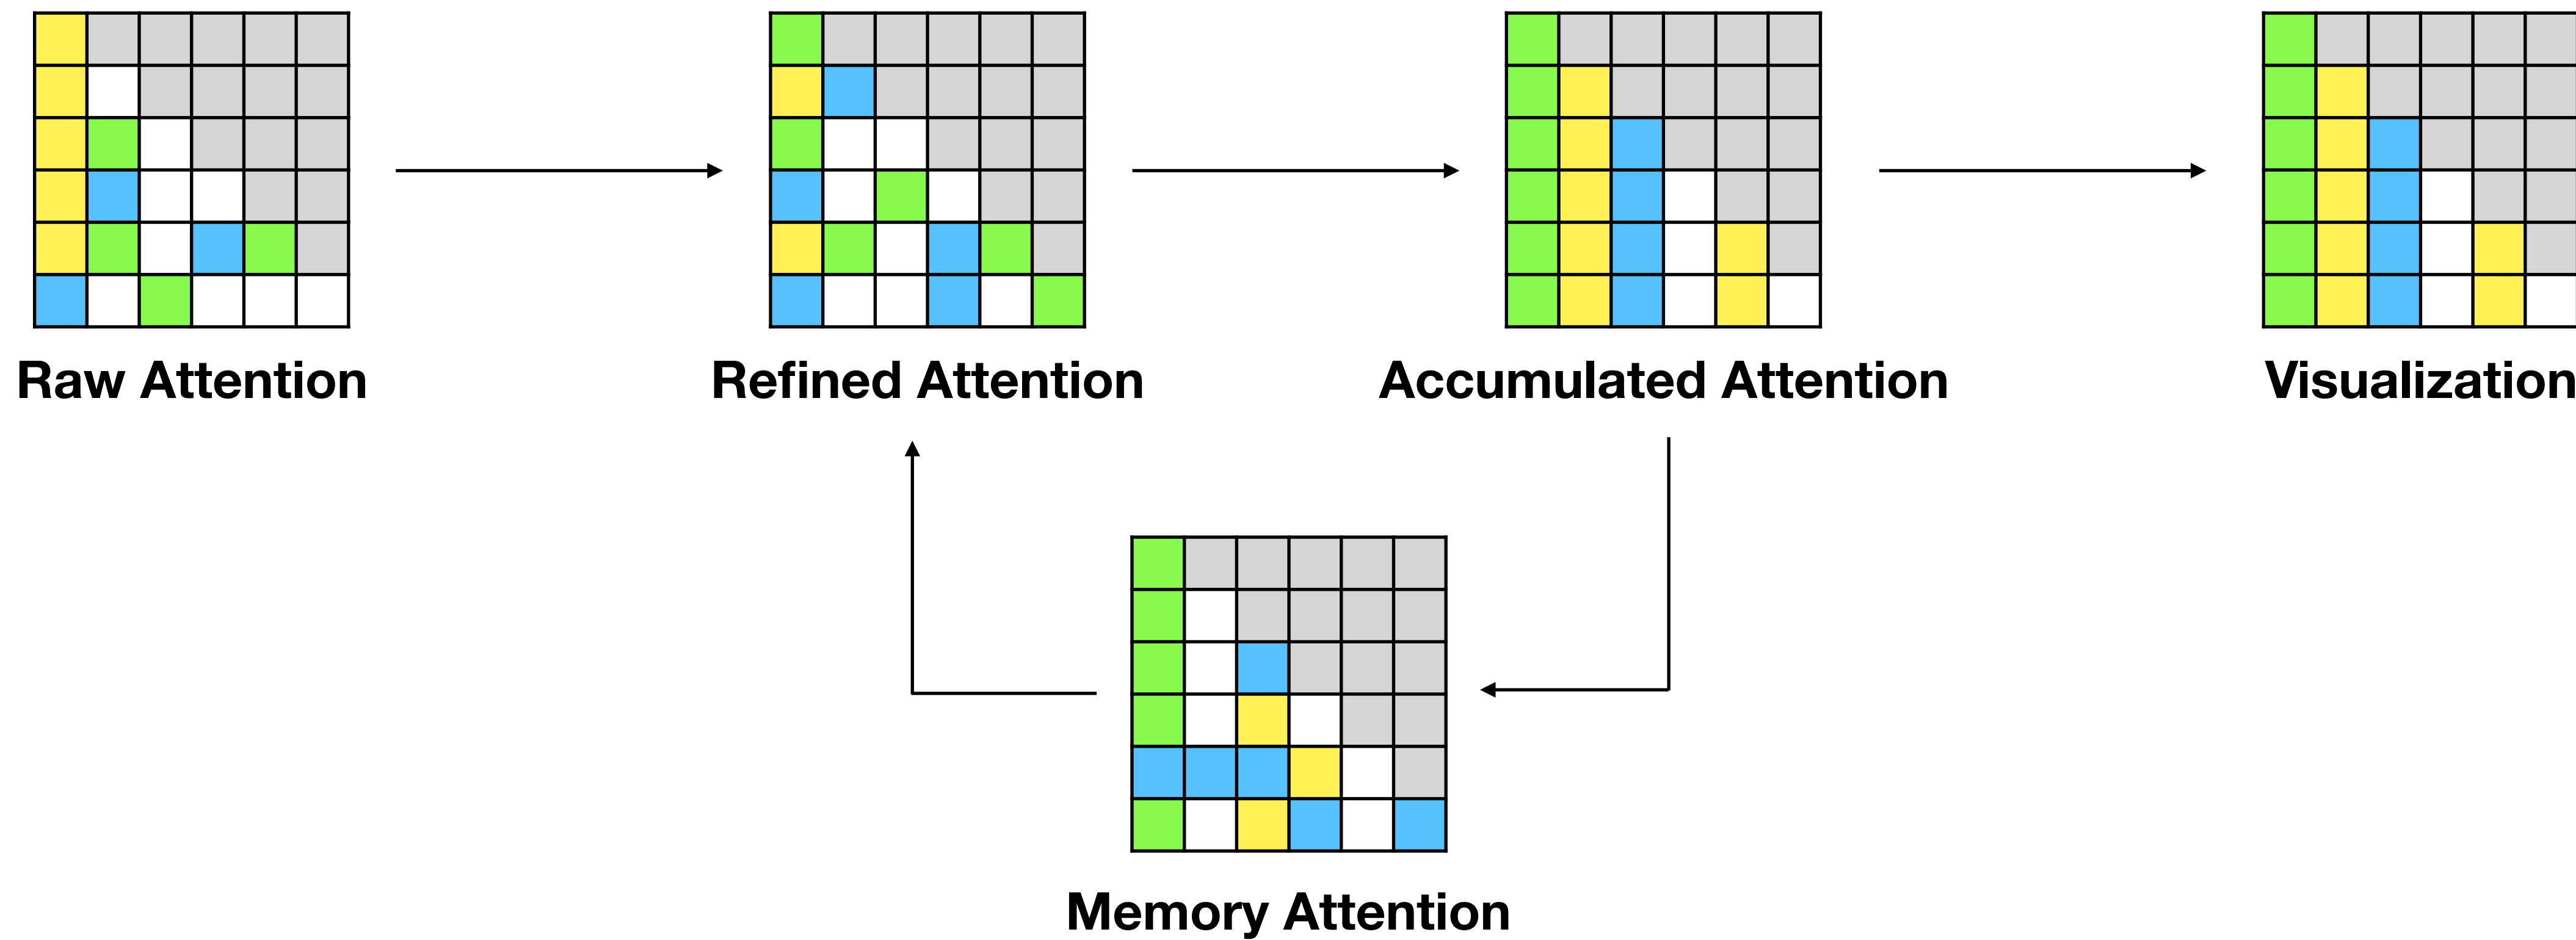 Raw Attention
Refined Attention
Accumulated Attention
Visualization
Memory Attention